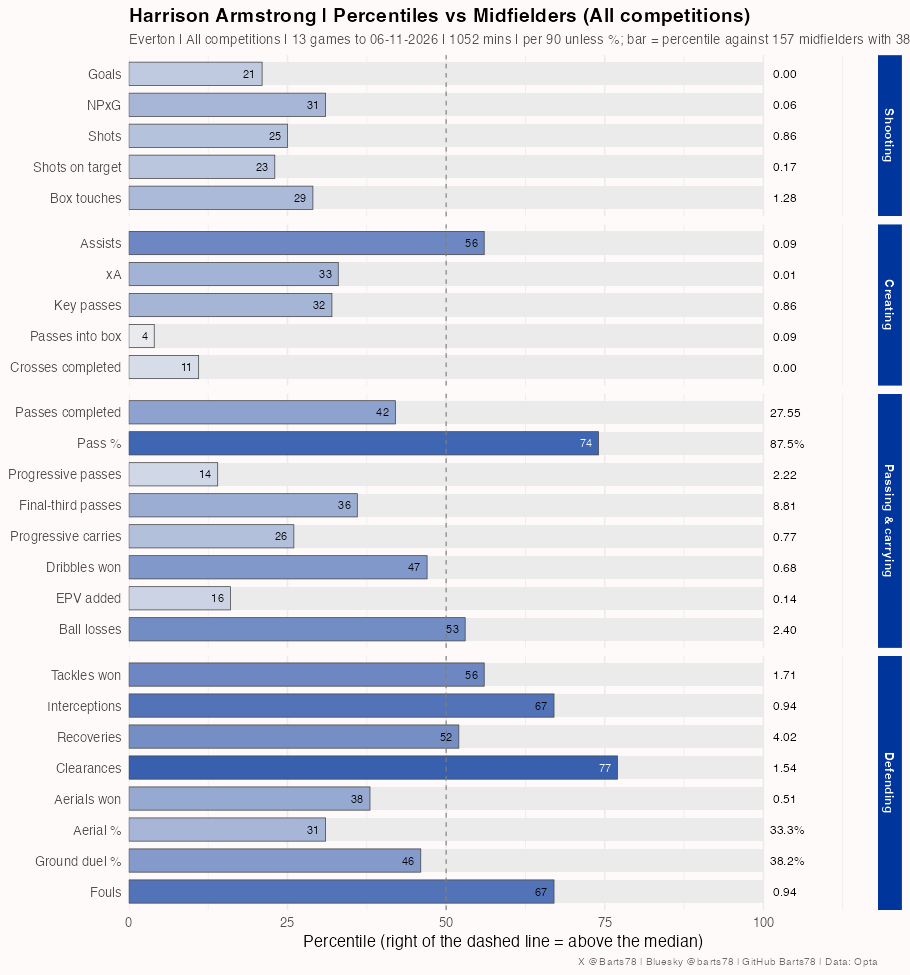 Harrison Armstrong | Percentiles vs Midfielders (All competitions)
Everton | All competitions | 13 games to 06-11-2026 | 1052 mins | per 90 unless %; bar = percentile against 157 midfielders with 38
Goals 21 0.00
NPxG 31 0.06
Shots 25 0.86
Shots on target 23 0.17
Box touches 29 1.28
Shooting
Assists 56 0.09
xA 33 0.01
Key passes 32 0.86
Passes into box 4 0.09
Crosses completed 11 0.00
Creating
Passes completed 42 27.55
Pass % 74 87.5%
Progressive passes 14 2.22
Final-third passes 36 8.81
Progressive carries 26 0.77
Dribbles won 47 0.68
EPV added 16 0.14
Ball losses 53 2.40
Passing & carrying
Tackles won 56 1.71
Interceptions 67 0.94
Recoveries 52 4.02
Clearances 77 1.54
Aerials won 38 0.51
Aerial % 31 33.3%
Ground duel % 46 38.2%
Fouls 67 0.94
Defending
0 25 50 75 100
Percentile (right of the dashed line = above the median)
X @Barts78 | Bluesky @barts78 | GitHub Barts78 | Data: Opta